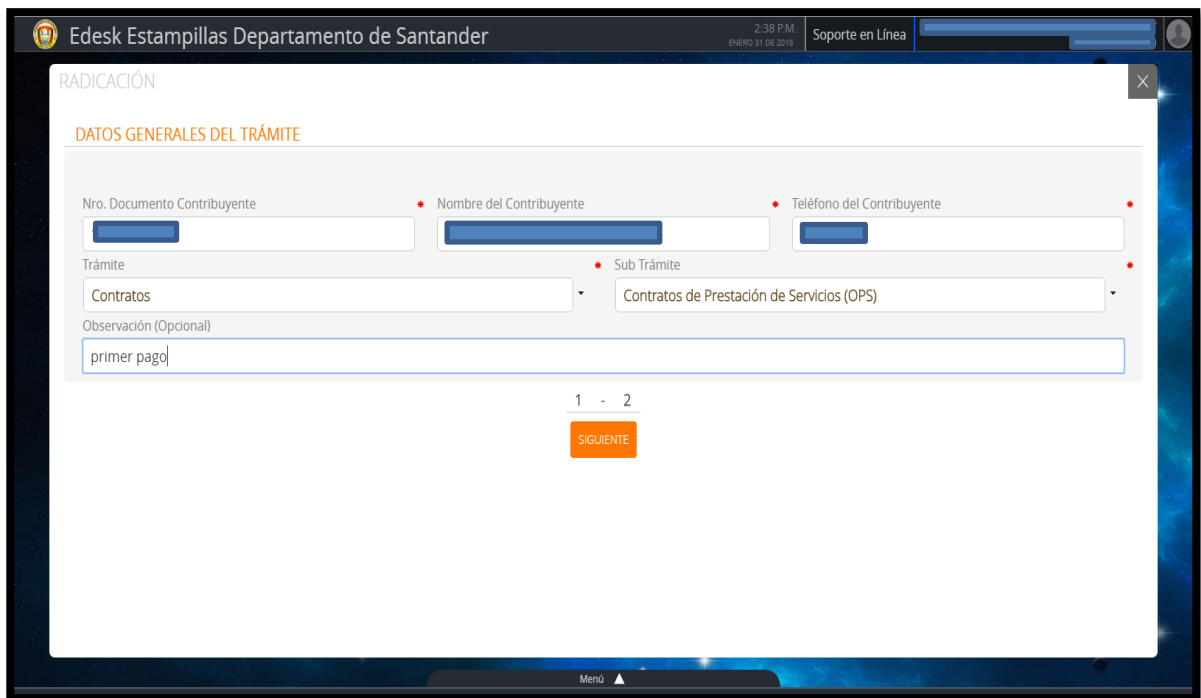 Edesk Estampillas Departamento de Santander
2:38 P.M.
ENERO 31 DE 2018
Soporte en Línea
RADICACIÓN
X
DATOS GENERALES DEL TRÁMITE
Nro. Documento Contribuyente * Nombre del Contribuyente * Teléfono del Contribuyente *
Trámite * Sub Trámite *
Contratos Contratos de Prestación de Servicios (OPS)
Observación (Opcional)
primer pago
1 - 2
SIGUIENTE
Menú